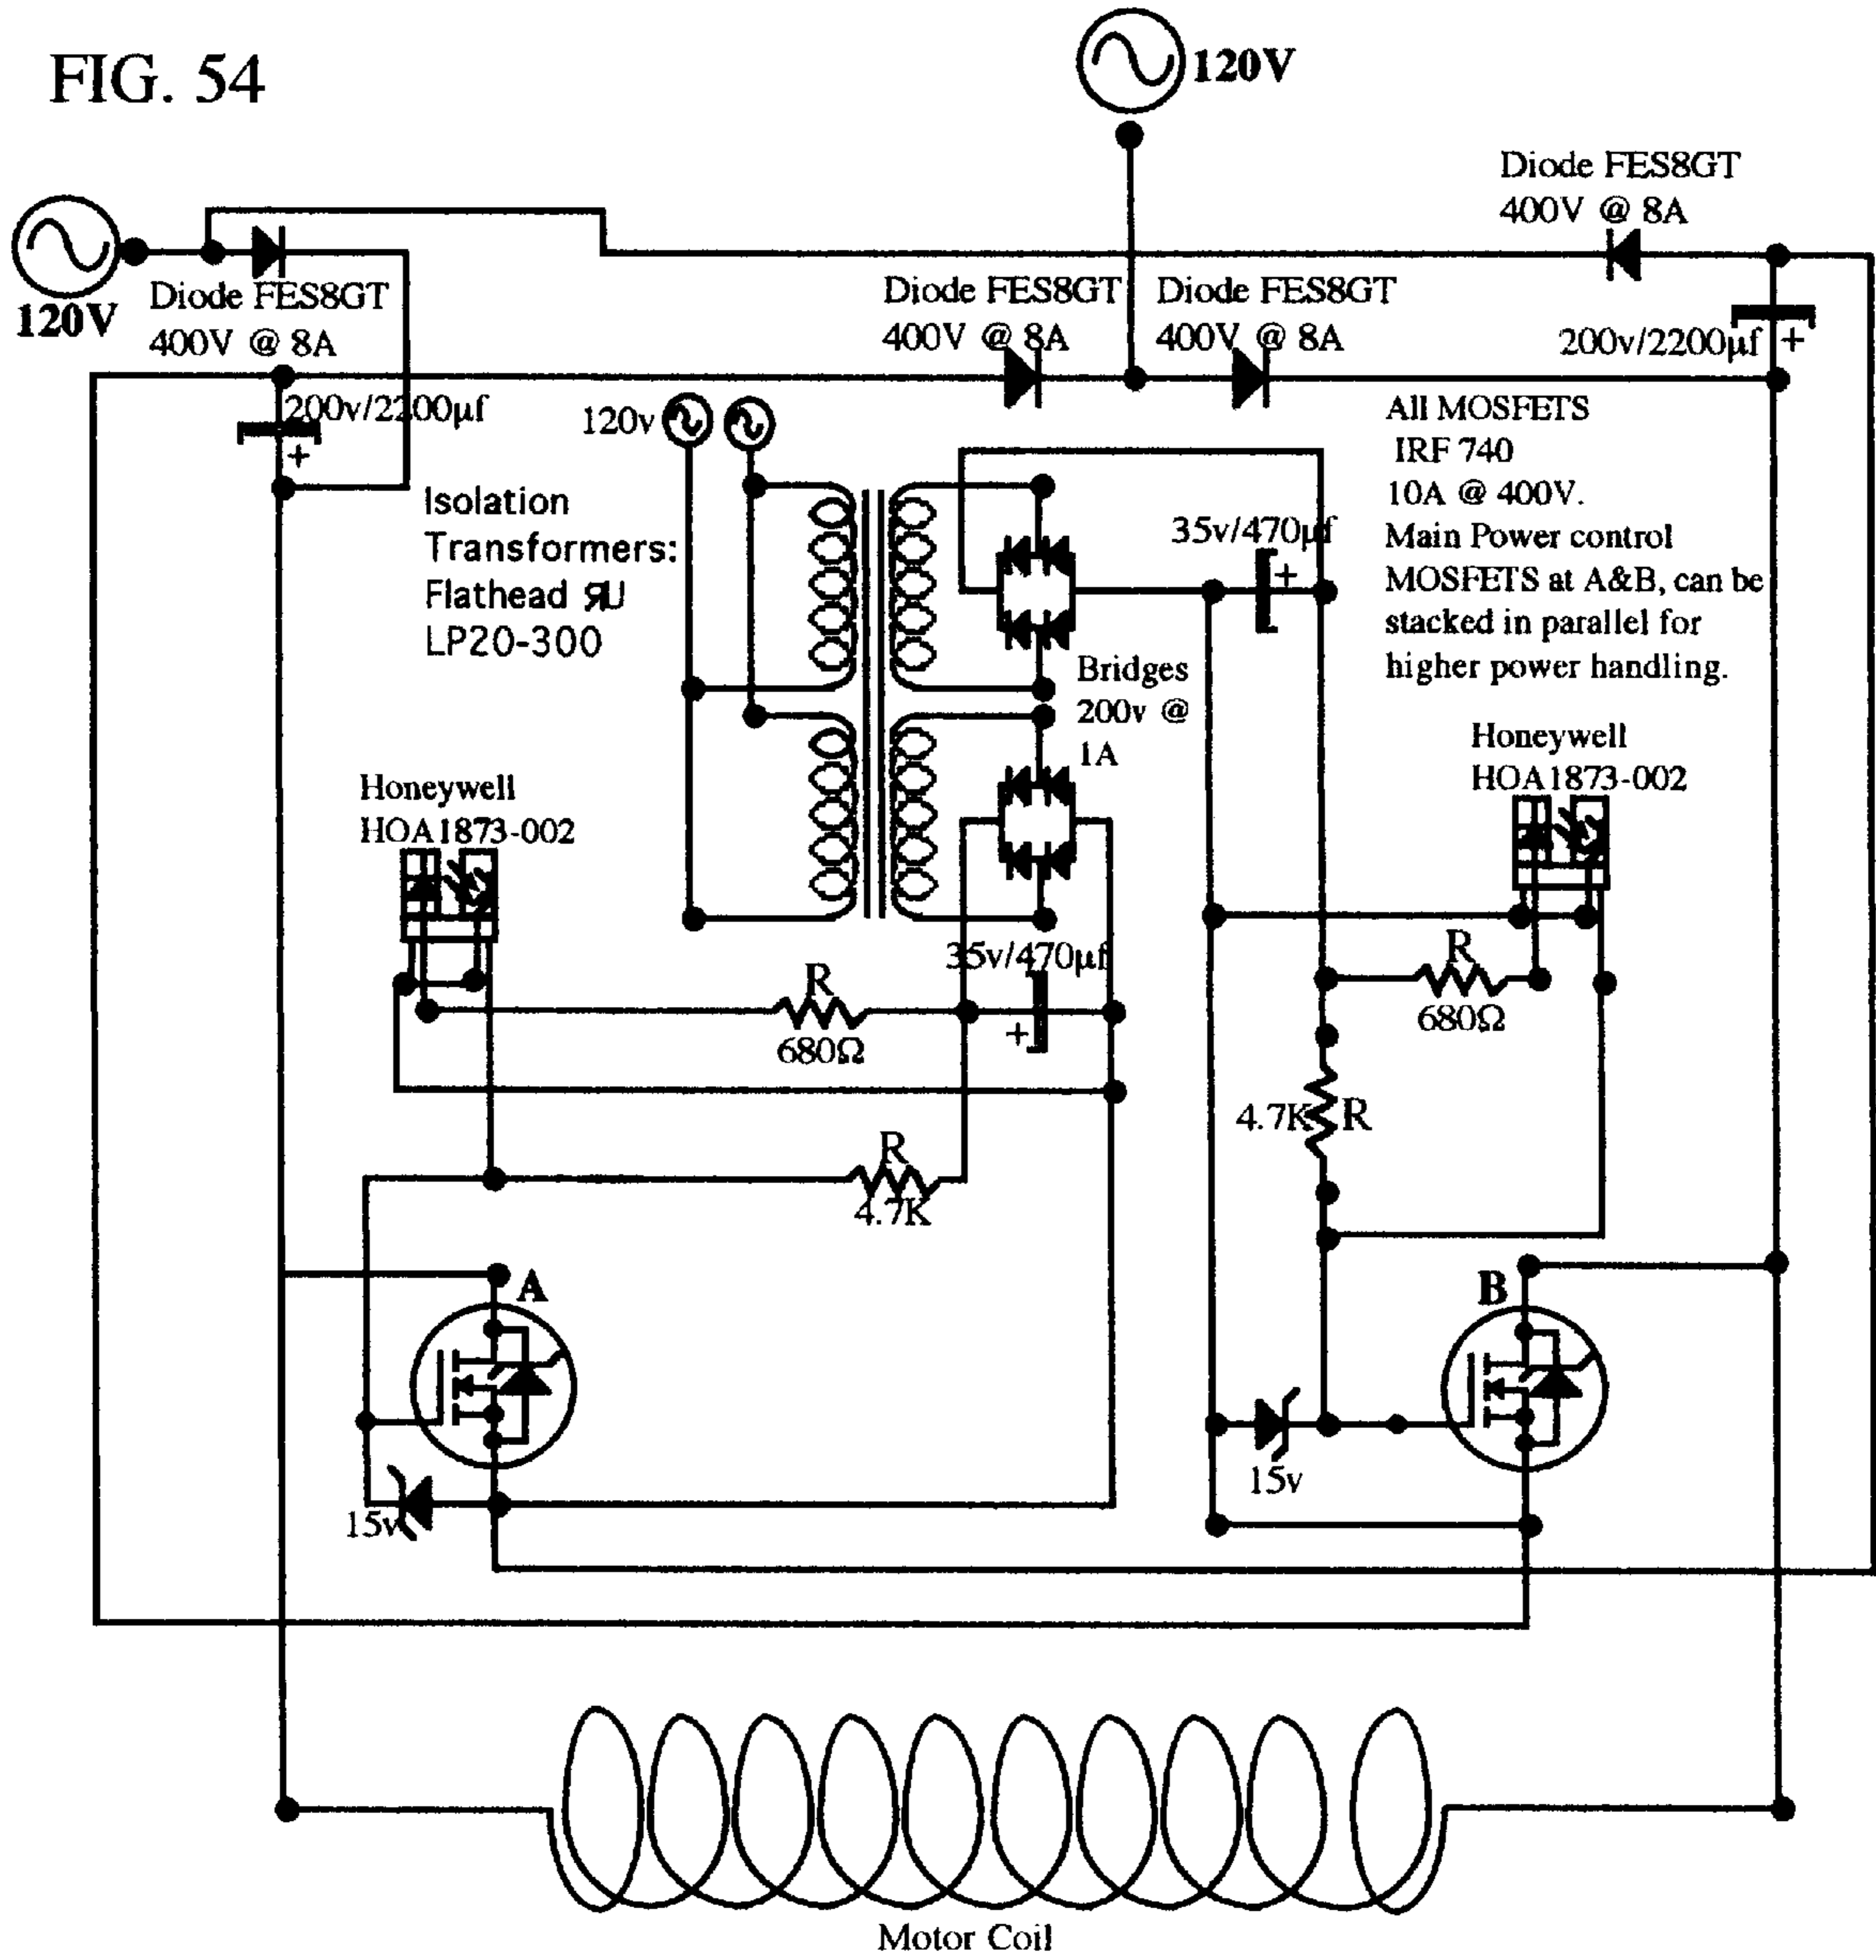 FIG. 54
120V
120V
Diode FES8GT
400V @ 8A
Diode FES8GT
400V @ 8A
Diode FES8GT
400V @ 8A
Diode FES8GT
400V @ 8A
200v/2200µf
+
200v/2200µf
+
120v
Isolation
Transformers:
Flathead ЯU
LP20-300
35v/470µf
+
All MOSFETS
IRF 740
10A @ 400V.
Main Power control
MOSFETS at A&B, can be
stacked in parallel for
higher power handling.
Bridges
200v @
1A
Honeywell
HOA1873-002
Honeywell
HOA1873-002
35v/470µf
+
R
680Ω
R
680Ω
4.7K R
R
4.7K
A
B
15v
15v
Motor Coil